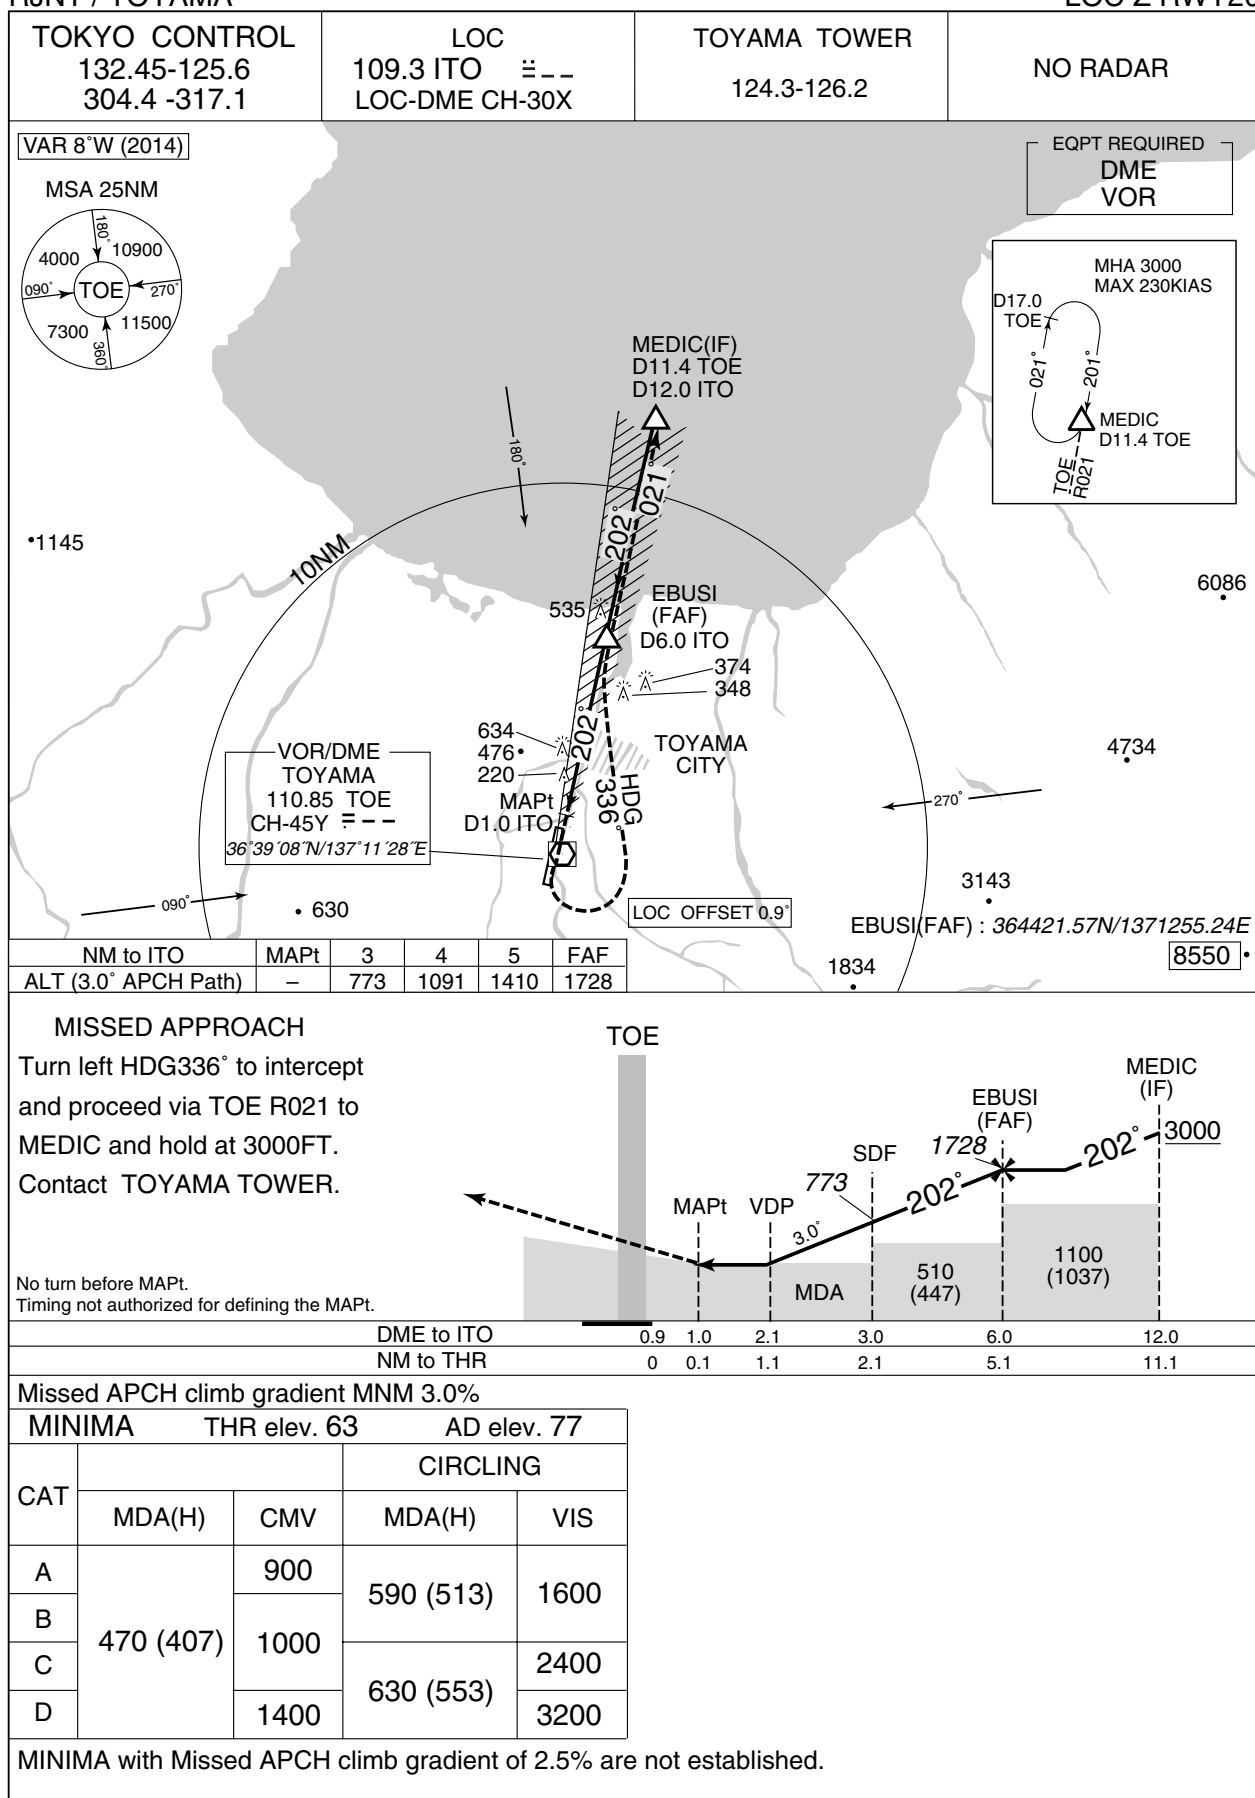 RJNT / TOYAMA
LOC Z RWY20
TOKYO CONTROL
132.45-125.6
304.4 -317.1
LOC
109.3 ITO
LOC-DME CH-30X
TOYAMA TOWER
124.3-126.2
NO RADAR
VAR 8°W (2014)
MSA 25NM
180°
4000
10900
090°
TOE
270°
7300
11500
360°
EQPT REQUIRED
DME
VOR
MHA 3000
MAX 230KIAS
D17.0
TOE
021°
201°
MEDIC
D11.4 TOE
TOE
R021
MEDIC(IF)
D11.4 TOE
D12.0 ITO
180°
021°
202°
10NM
1145
6086
535
EBUSI
(FAF)
D6.0 ITO
374
348
202°
634
476
220
TOYAMA
CITY
4734
HDG
336°
VOR/DME
TOYAMA
110.85 TOE
CH-45Y
36°39´08˝N/137°11´28˝E
MAPt
D1.0 ITO
270°
090°
630
3143
LOC OFFSET 0.9°
EBUSI(FAF) : 364421.57N/1371255.24E
8550
1834
NM to ITO MAPt 3 4 5 FAF
ALT (3.0° APCH Path) – 773 1091 1410 1728
MISSED APPROACH
Turn left HDG336° to intercept
and proceed via TOE R021 to
MEDIC and hold at 3000FT.
Contact TOYAMA TOWER.
No turn before MAPt.
Timing not authorized for defining the MAPt.
TOE
MEDIC
(IF)
EBUSI
(FAF)
3000
202°
1728
SDF
202°
773
MAPt
VDP
3.0°
MDA
510
(447)
1100
(1037)
DME to ITO 0.9 1.0 2.1 3.0 6.0 12.0
NM to THR 0 0.1 1.1 2.1 5.1 11.1
Missed APCH climb gradient MNM 3.0%
MINIMA THR elev. 63 AD elev. 77
CAT
CIRCLING
MDA(H) CMV MDA(H) VIS
A
900
590 (513)
1600
B
470 (407)
1000
C
2400
630 (553)
D
1400
3200
MINIMA with Missed APCH climb gradient of 2.5% are not established.